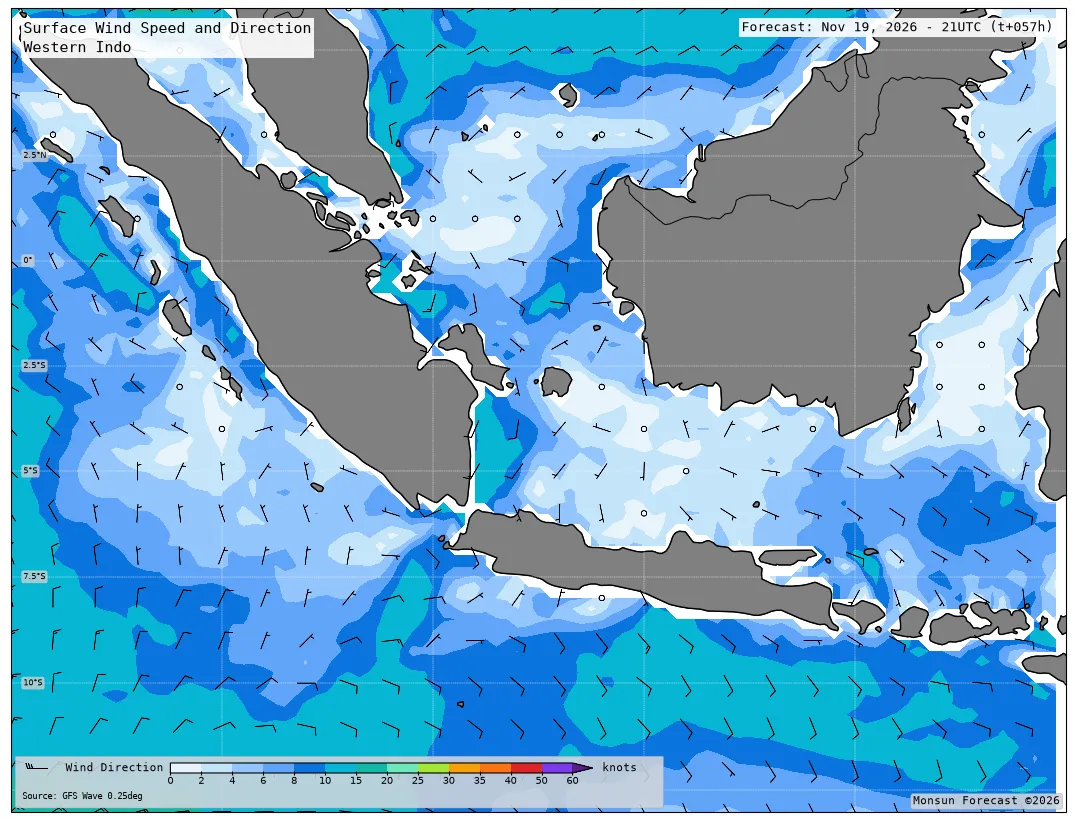 Surface Wind Speed and Direction
Western Indo
Forecast: Nov 19, 2026 - 21UTC (t+057h)
2.5°N
0°
2.5°S
5°S
7.5°S
10°S
Wind Direction
0 2 4 6 8 10 15 20 25 30 35 40 50 60
knots
Source: GFS Wave 0.25deg
Monsun Forecast ©2026